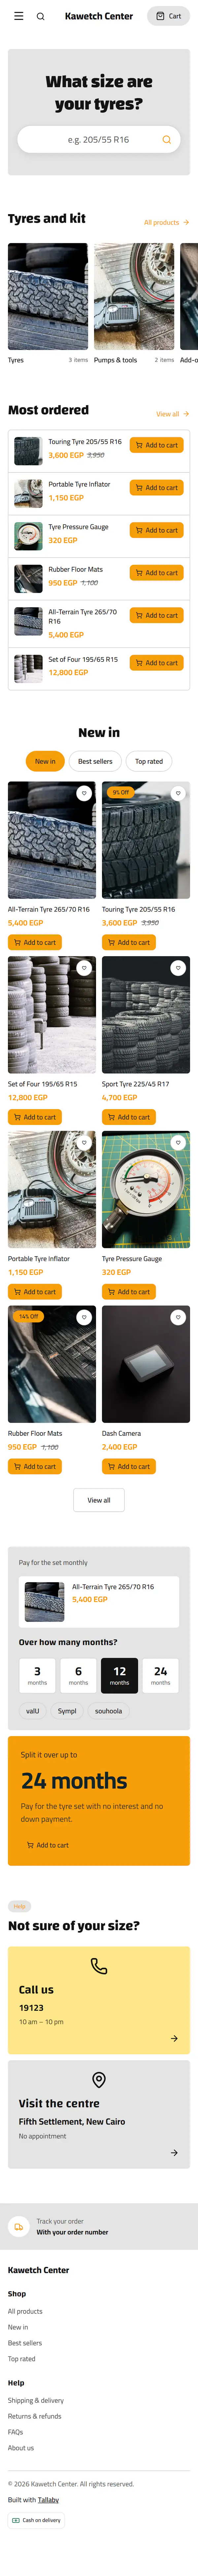 Kawetch Center
Cart
What size are
your tyres?
e.g. 205/55 R16
Tyres and kit
All products
Tyres
3 items
Pumps & tools
2 items
Add-o
Most ordered
View all
Touring Tyre 205/55 R16
3,600 EGP 3,950
Add to cart
Portable Tyre Inflator
1,150 EGP
Add to cart
Tyre Pressure Gauge
320 EGP
Add to cart
Rubber Floor Mats
950 EGP 1,100
Add to cart
All-Terrain Tyre 265/70
R16
5,400 EGP
Add to cart
Set of Four 195/65 R15
12,800 EGP
Add to cart
New in
New in
Best sellers
Top rated
9% Off
All-Terrain Tyre 265/70 R16
5,400 EGP
Add to cart
Touring Tyre 205/55 R16
3,600 EGP 3,950
Add to cart
Set of Four 195/65 R15
12,800 EGP
Add to cart
Sport Tyre 225/45 R17
4,700 EGP
Add to cart
Portable Tyre Inflator
1,150 EGP
Add to cart
Tyre Pressure Gauge
320 EGP
Add to cart
14% Off
Rubber Floor Mats
950 EGP 1,100
Add to cart
Dash Camera
2,400 EGP
Add to cart
View all
Pay for the set monthly
All-Terrain Tyre 265/70 R16
5,400 EGP
Over how many months?
3
months
6
months
12
months
24
months
valU
Sympl
souhoola
Split it over up to
24 months
Pay for the tyre set with no interest and no
down payment.
Add to cart
Help
Not sure of your size?
Call us
19123
10 am – 10 pm
Visit the centre
Fifth Settlement, New Cairo
No appointment
Track your order
With your order number
Kawetch Center
Shop
All products
New in
Best sellers
Top rated
Help
Shipping & delivery
Returns & refunds
FAQs
About us
© 2026 Kawetch Center. All rights reserved.
Built with Tallaby
Cash on delivery